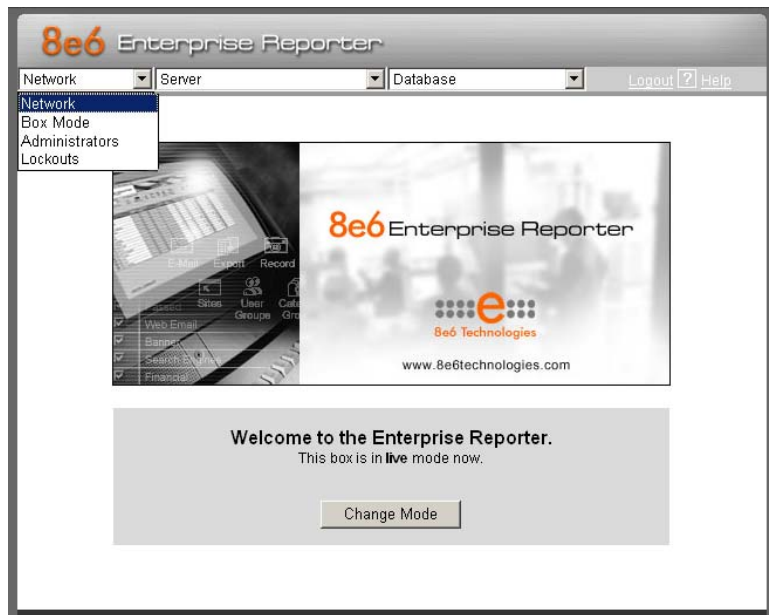 8e6 Enterprise Reporter
Network Server Database Logout ? Help
Network
Box Mode
Administrators
Lockouts
8e6 Enterprise Reporter
E-Mail Export Record
Sites User Groups
Web Email
Banner
Search Engines
Financial
e
8e6 Technologies
www.8e6technologies.com
Welcome to the Enterprise Reporter.
This box is in live mode now.
Change Mode